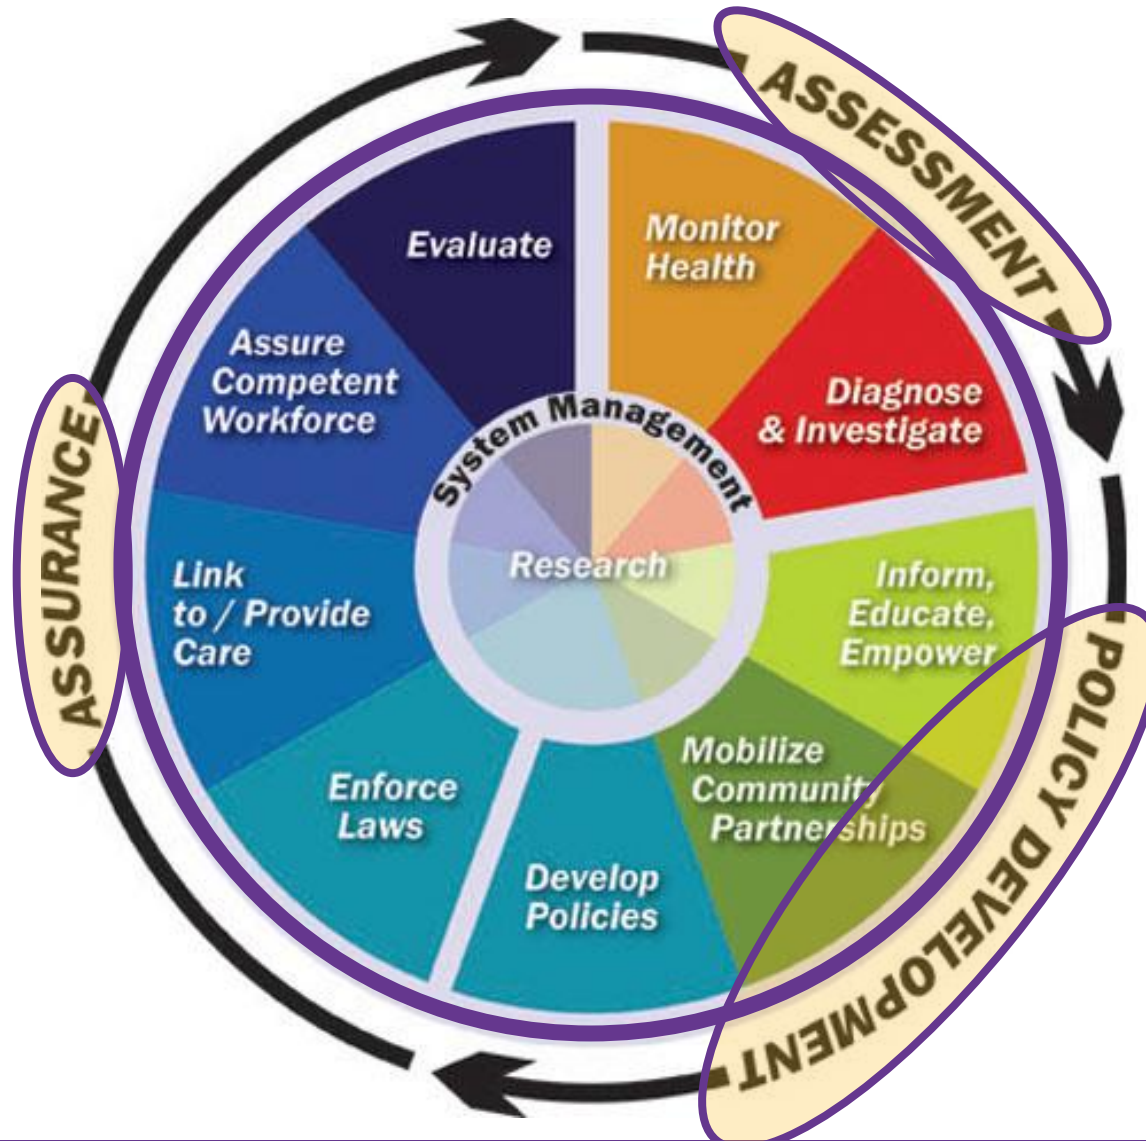 ASSESSMENT
Monitor
Health
Diagnose
& Investigate
Inform,
Educate,
Empower
POLICY DEVELOPMENT
Mobilize
Community
Partnerships
Develop
Policies
Enforce
Laws
Link
to / Provide
Care
ASSURANCE
Assure
Competent
Workforce
Evaluate
System Management
Research